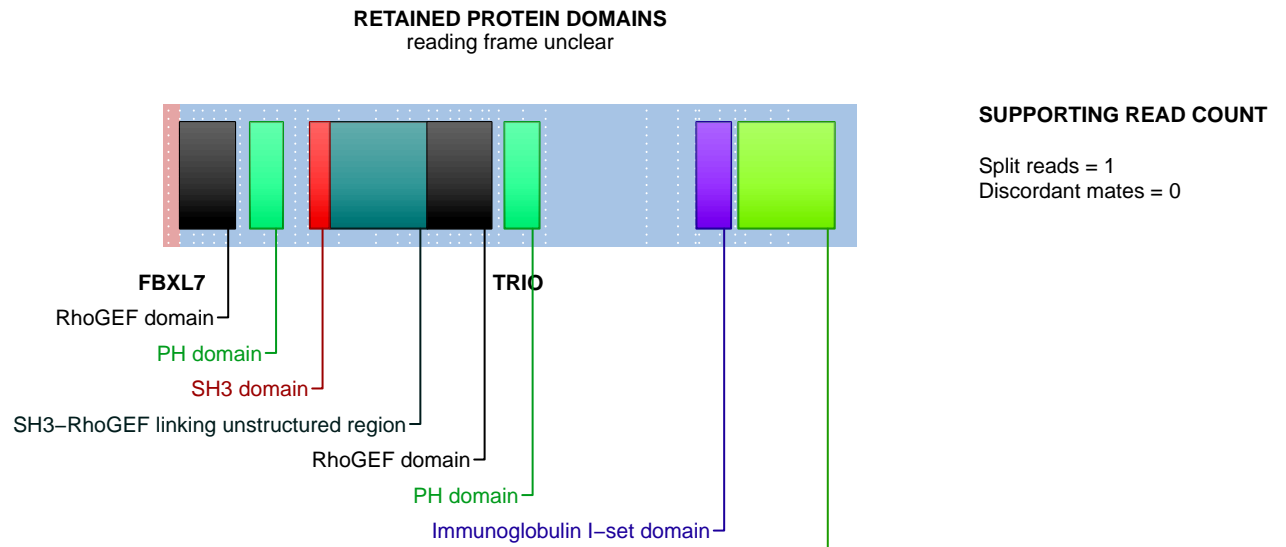 RETAINED PROTEIN DOMAINS
reading frame unclear
SUPPORTING READ COUNT
Split reads = 1
Discordant mates = 0
FBXL7
TRIO
RhoGEF domain
PH domain
SH3 domain
SH3−RhoGEF linking unstructured region
RhoGEF domain
PH domain
Immunoglobulin I−set domain